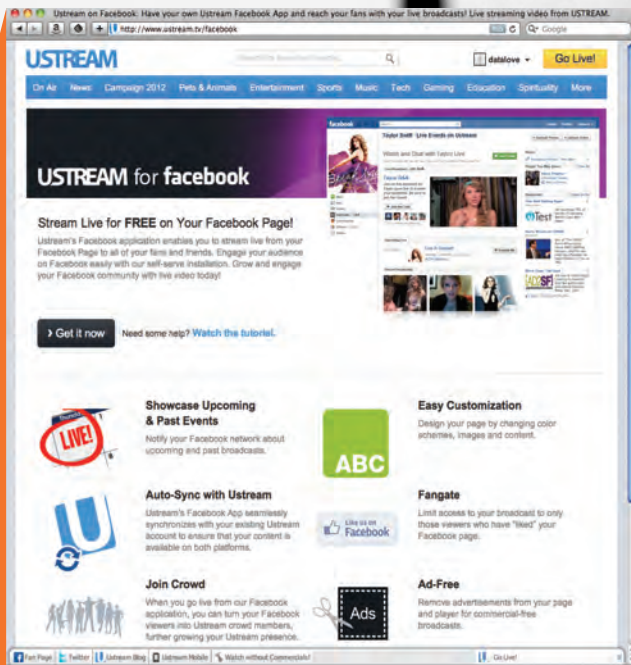 Ustream on Facebook: Have your own Ustream Facebook App and reach your fans with your live broadcasts! Live streaming video from USTREAM.
http://www.ustream.tv/facebook
Google
USTREAM
datalove
Go Live!
On Air News Campaign 2012 Pets & Animals Entertainment Sports Music Tech Gaming Education Spirituality More
USTREAM for facebook
facebook
Taylor Swift
Live Events on Ustream
Watch and Chat with Taylor Live
Stream Live for FREE on Your Facebook Page!
Ustream's Facebook application enables you to stream live from your
Facebook Page to all of your fans and friends. Engage your audience
on Facebook easily with our self-serve installation. Grow and engage
your Facebook community with live video today!
Get it now
Need some help? Watch the tutorial.
LIVE!
Showcase Upcoming
& Past Events
Notify your Facebook network about
upcoming and past broadcasts.
ABC
Easy Customization
Design your page by changing color
schemes, images and content.
U
Auto-Sync with Ustream
Ustream's Facebook App seamlessly
synchronizes with your existing Ustream
account to ensure that your content is
available on both platforms.
Like us on
Facebook
Fangate
Limit access to your broadcast to only
those viewers who have "liked" your
Facebook page.
Join Crowd
When you go live from our Facebook
application, you can turn your Facebook
viewers into Ustream crowd members,
further growing your Ustream presence.
Ads
Ad-Free
Remove advertisements from your page
and player for commercial-free
broadcasts.
Fan Page Twitter Ustream Blog Ustream Mobile Watch without Commercials! Go Live!